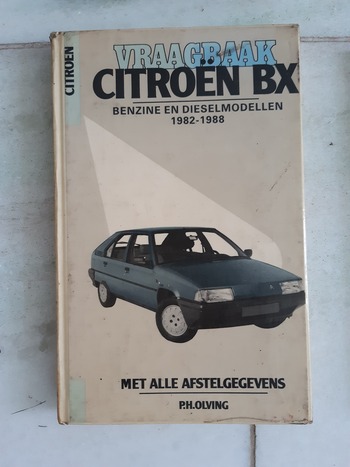 CITROËN
VRAAGBAAK
CITROËN BX
BENZINE EN DIESELMODELLEN
1982-1988
MET ALLE AFSTELGEGEVENS
P.H.OLVING